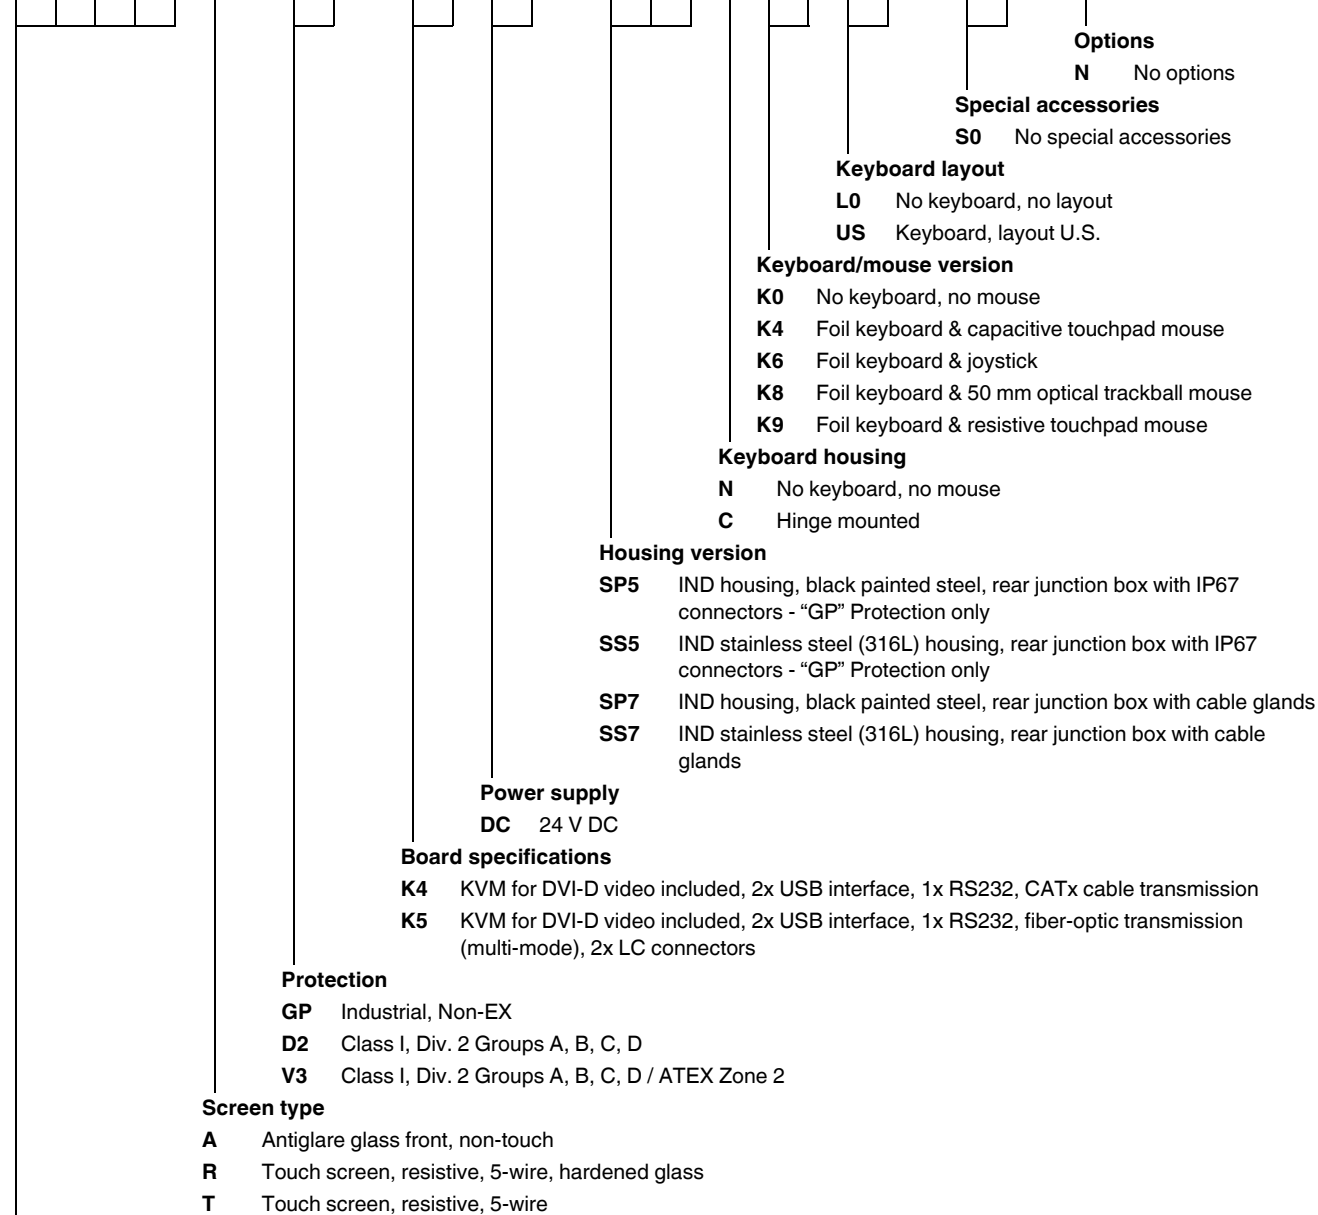 Options
N No options
Special accessories
S0 No special accessories
Keyboard layout
L0 No keyboard, no layout
US Keyboard, layout U.S.
Keyboard/mouse version
K0 No keyboard, no mouse
K4 Foil keyboard & capacitive touchpad mouse
K6 Foil keyboard & joystick
K8 Foil keyboard & 50 mm optical trackball mouse
K9 Foil keyboard & resistive touchpad mouse
Keyboard housing
N No keyboard, no mouse
C Hinge mounted
Housing version
SP5 IND housing, black painted steel, rear junction box with IP67
connectors - “GP” Protection only
SS5 IND stainless steel (316L) housing, rear junction box with IP67
connectors - “GP” Protection only
SP7 IND housing, black painted steel, rear junction box with cable glands
SS7 IND stainless steel (316L) housing, rear junction box with cable
glands
Power supply
DC 24 V DC
Board specifications
K4 KVM for DVI-D video included, 2x USB interface, 1x RS232, CATx cable transmission
K5 KVM for DVI-D video included, 2x USB interface, 1x RS232, fiber-optic transmission
(multi-mode), 2x LC connectors
Protection
GP Industrial, Non-EX
D2 Class I, Div. 2 Groups A, B, C, D
V3 Class I, Div. 2 Groups A, B, C, D / ATEX Zone 2
Screen type
A Antiglare glass front, non-touch
R Touch screen, resistive, 5-wire, hardened glass
T Touch screen, resistive, 5-wire